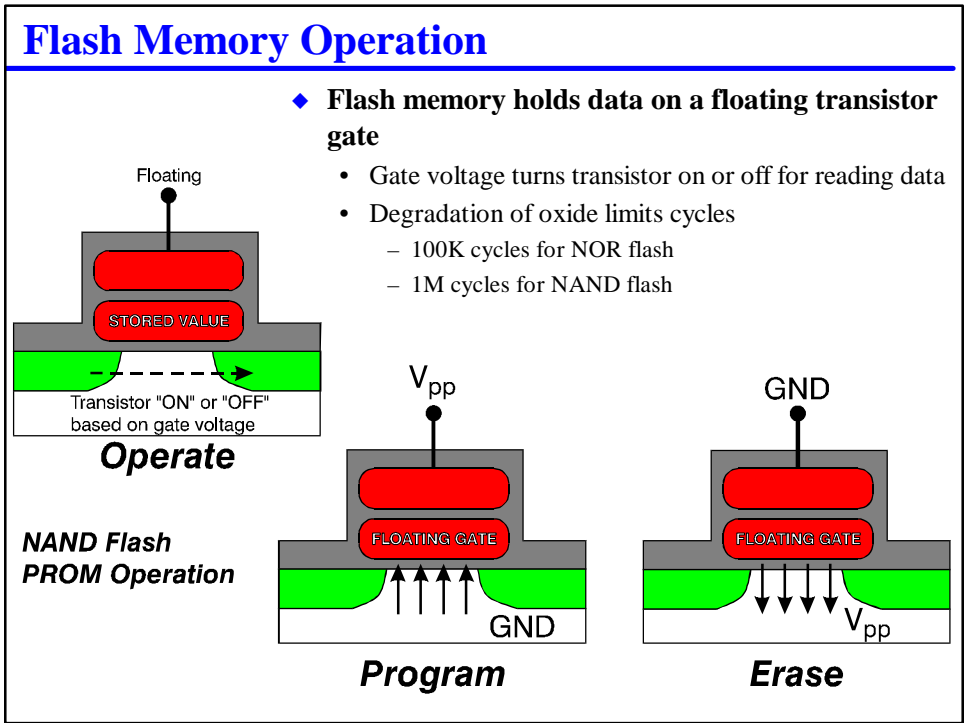 Flash Memory Operation
◆ Flash memory holds data on a floating transistor
gate
• Gate voltage turns transistor on or off for reading data
• Degradation of oxide limits cycles
– 100K cycles for NOR flash
– 1M cycles for NAND flash
Floating
STORED VALUE
Transistor "ON" or "OFF"
based on gate voltage
Operate
NAND Flash
PROM Operation
Vpp
FLOATING GATE
GND
Program
GND
FLOATING GATE
Vpp
Erase